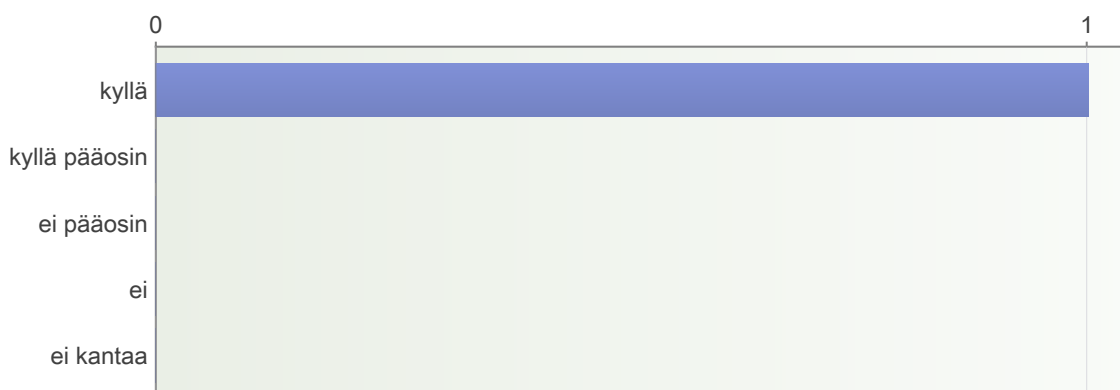 0 1
kyllä
kyllä pääosin
ei pääosin
ei
ei kantaa